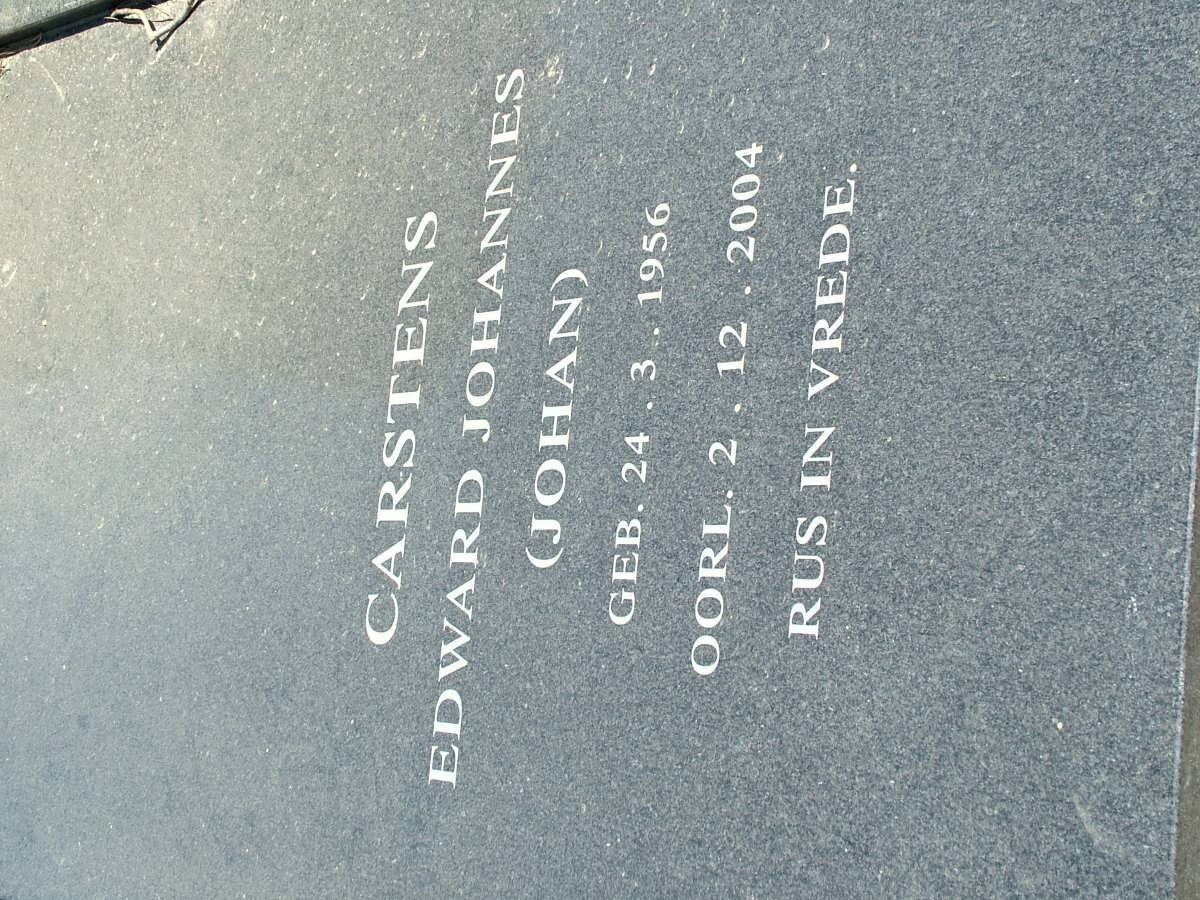 CARSTENS
EDWARD JOHANNES
(JOHAN)
GEB. 24 . 3 . 1956
OORL. 2 . 12 . 2004
RUS IN VREDE.